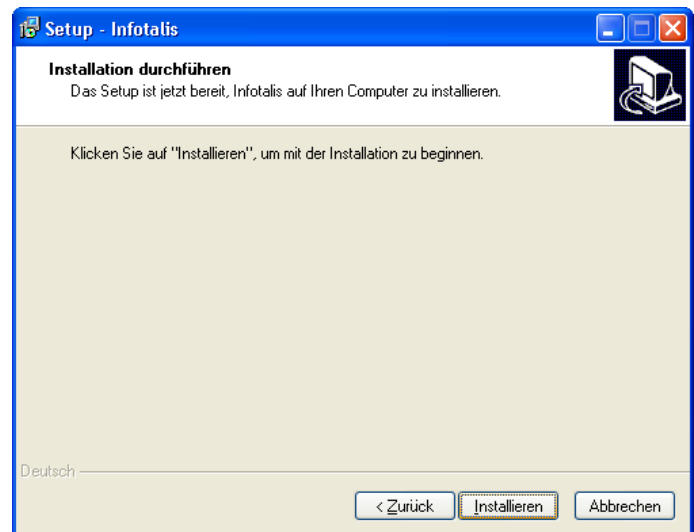 Setup - Infotalis
Installation durchführen
Das Setup ist jetzt bereit, Infotalis auf Ihren Computer zu installieren.
Klicken Sie auf "Installieren", um mit der Installation zu beginnen.
Deutsch
< Zurück Installieren Abbrechen